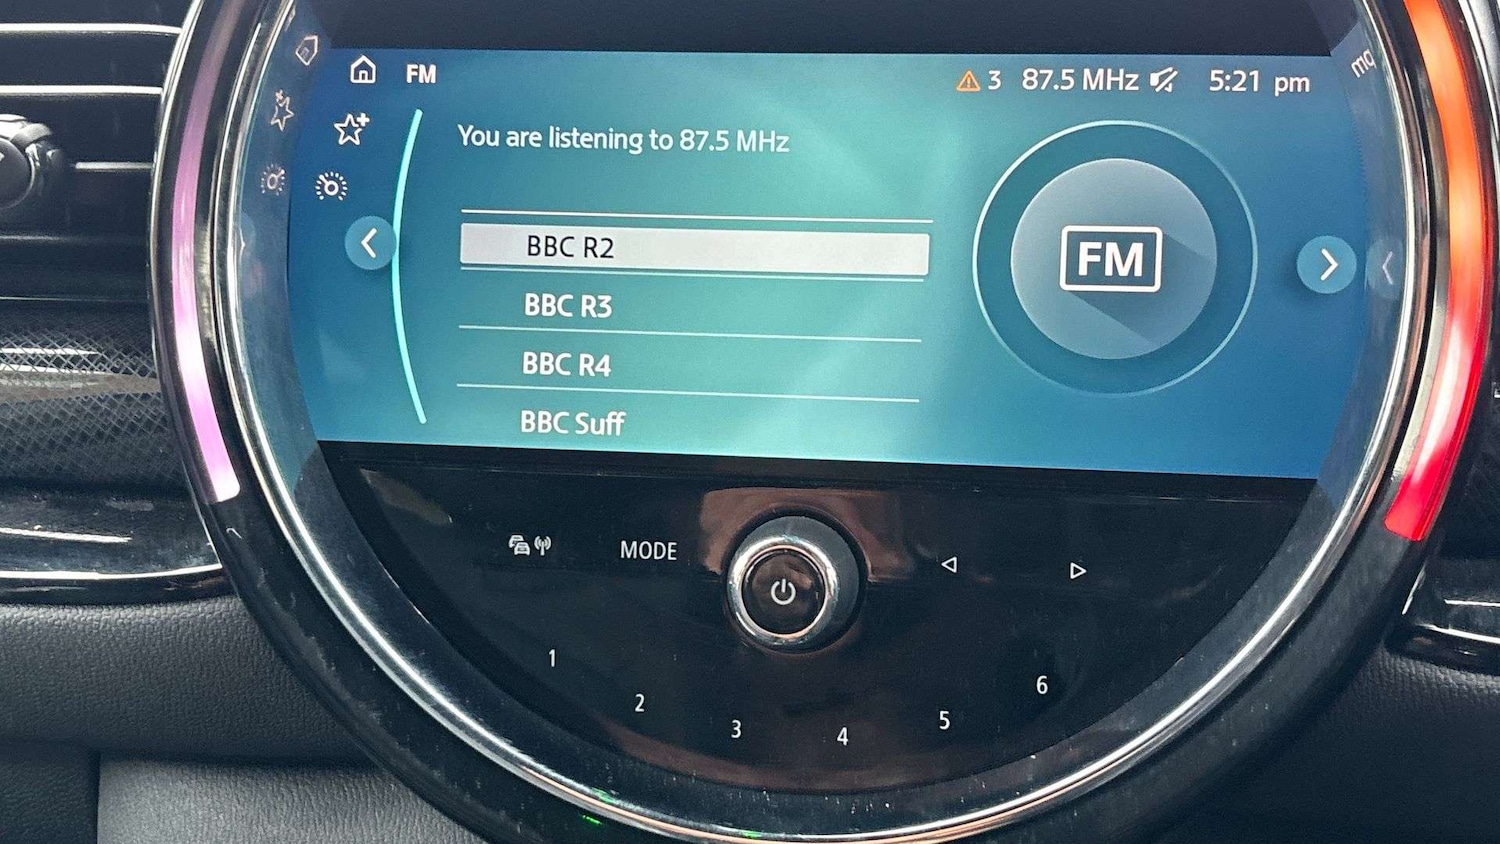 FM
3 87.5 MHz 5:21 pm
You are listening to 87.5 MHz
BBC R2
FM
BBC R3
BBC R4
BBC Suff
MODE
1
2
3
4
5
6